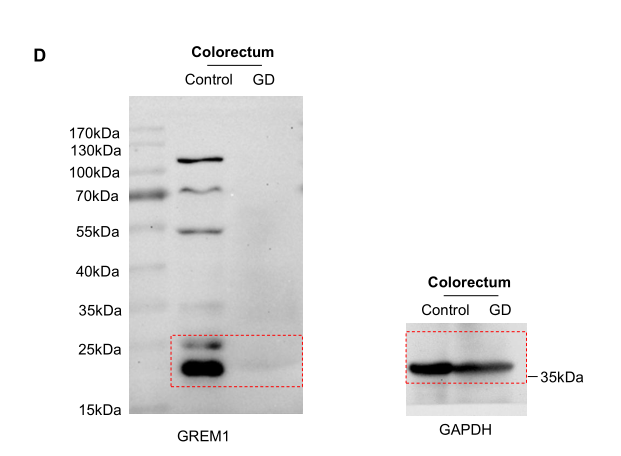 D
Colorectum
Control GD
170kDa
130kDa
100kDa
70kDa
55kDa
40kDa
35kDa
25kDa
15kDa
GREM1
Colorectum
Control GD
35kDa
GAPDH